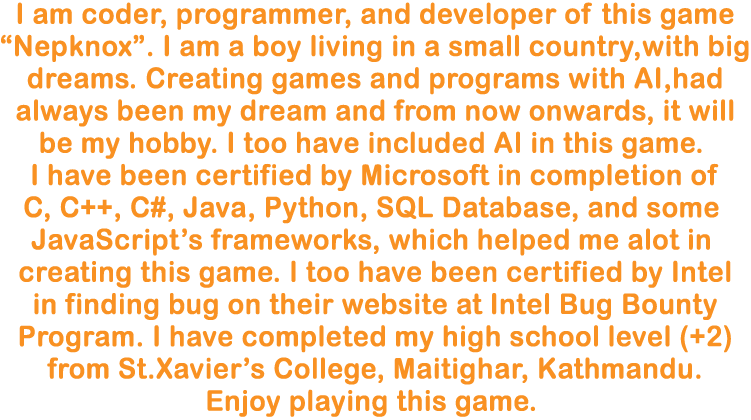 I am coder, programmer, and developer of this game
“Nepknox”. I am a boy living in a small country,with big
dreams. Creating games and programs with AI,had
always been my dream and from now onwards, it will
be my hobby. I too have included AI in this game.
I have been certified by Microsoft in completion of
C, C++, C#, Java, Python, SQL Database, and some
JavaScript’s frameworks, which helped me alot in
creating this game. I too have been certified by Intel
in finding bug on their website at Intel Bug Bounty
Program. I have completed my high school level (+2)
from St.Xavier’s College, Maitighar, Kathmandu.
Enjoy playing this game.